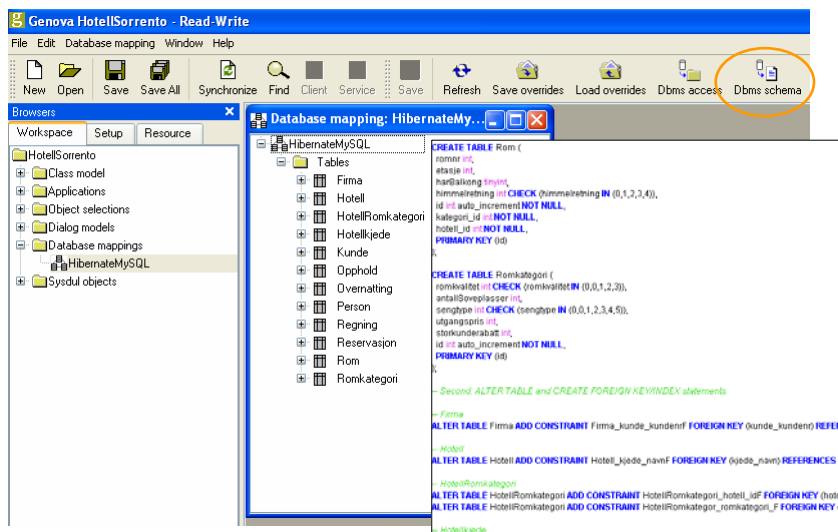 Genova HotellSorrento - Read-Write
File Edit Database mapping Window Help
New Open Save Save All Synchronize Find Client Service Save Refresh Save overrides Load overrides Dbms access Dbms schema
Browsers
Workspace Setup Resource
HotellSorrento
Class model
Applications
Object selections
Dialog models
Database mappings
HibernateMySQL
Sysdul objects
Database mapping: HibernateMy...
HibernateMySQL
Tables
Firma
Hotell
HotellRomkategori
Hotellkjede
Kunde
Opphold
Overnatting
Person
Regning
Reservasjon
Rom
Romkategori
CREATE TABLE Rom (
romnr int,
etasje int,
harBalkong tinyint,
himmelretning int CHECK (himmelretning IN (0,1,2,3,4)),
id int auto_increment NOT NULL,
kategori_id int NOT NULL,
hotell_id int NOT NULL,
PRIMARY KEY (id)
);
CREATE TABLE Romkategori (
romkvalitet int CHECK (romkvalitet IN (0,0,1,2,3)),
antallSoveplasser int,
sengtype int CHECK (sengtype IN (0,0,1,2,3,4,5)),
utgangspris int,
storkunderabatt int,
id int auto_increment NOT NULL,
PRIMARY KEY (id)
);
-- Second: ALTER TABLE and CREATE FOREIGN KEY/INDEX statements
-- Firma
ALTER TABLE Firma ADD CONSTRAINT Firma_kunde_kundenrF FOREIGN KEY (kunde_kundenr) REFE
-- Hotell
ALTER TABLE Hotell ADD CONSTRAINT Hotell_kjede_navnF FOREIGN KEY (kjede_navn) REFERENCES
-- HotellRomkategori
ALTER TABLE HotellRomkategori ADD CONSTRAINT HotellRomkategori_hotell_idF FOREIGN KEY (hot
ALTER TABLE HotellRomkategori ADD CONSTRAINT HotellRomkategor_romkategori_F FOREIGN KEY
-- Hotellkjede